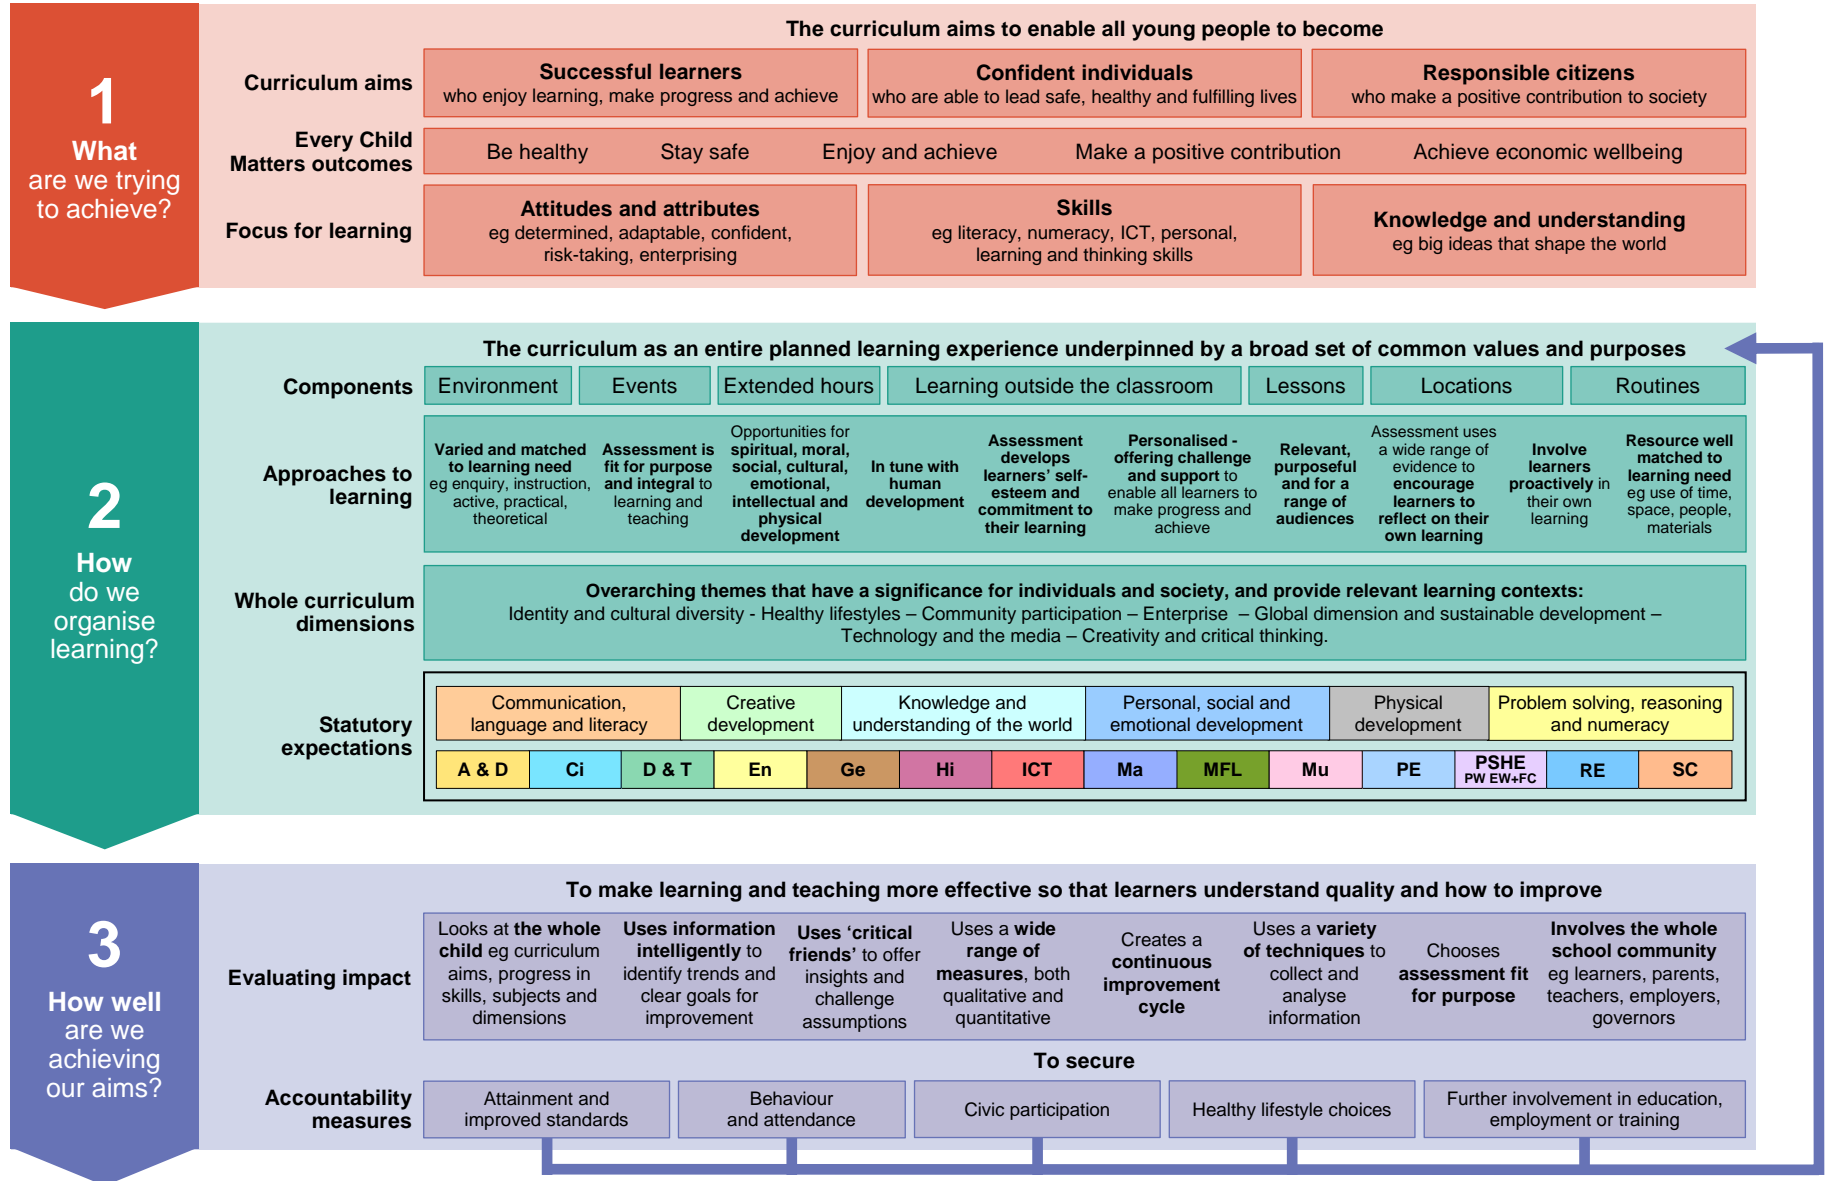 1
What
are we trying
to achieve?
The curriculum aims to enable all young people to become
Curriculum aims
Successful learners
who enjoy learning, make progress and achieve
Confident individuals
who are able to lead safe, healthy and fulfilling lives
Responsible citizens
who make a positive contribution to society
Every Child
Matters outcomes
Be healthy
Stay safe
Enjoy and achieve
Make a positive contribution
Achieve economic wellbeing
Focus for learning
Attitudes and attributes
eg determined, adaptable, confident,
risk-taking, enterprising
Skills
eg literacy, numeracy, ICT, personal,
learning and thinking skills
Knowledge and understanding
eg big ideas that shape the world
2
How
do we
organise
learning?
The curriculum as an entire planned learning experience underpinned by a broad set of common values and purposes
Components
Environment
Events
Extended hours
Learning outside the classroom
Lessons
Locations
Routines
Approaches to
learning
Varied and matched
to learning need
eg enquiry, instruction,
active, practical,
theoretical
Assessment is
fit for purpose
and integral to
learning and
teaching
Opportunities for
spiritual, moral,
social, cultural,
emotional,
intellectual and
physical
development
In tune with
human
development
Assessment
develops
learners' self-
esteem and
commitment to
their learning
Personalised -
offering challenge
and support to
enable all learners to
make progress and
achieve
Relevant,
purposeful
and for a
range of
audiences
Assessment uses
a wide range of
evidence to
encourage
learners to
reflect on their
own learning
Involve
learners
proactively in
their own
learning
Resource well
matched to
learning need
eg use of time,
space, people,
materials
Whole curriculum
dimensions
Overarching themes that have a significance for individuals and society, and provide relevant learning contexts:
Identity and cultural diversity - Healthy lifestyles – Community participation – Enterprise – Global dimension and sustainable development –
Technology and the media – Creativity and critical thinking.
Statutory
expectations
Communication,
language and literacy
Creative
development
Knowledge and
understanding of the world
Personal, social and
emotional development
Physical
development
Problem solving, reasoning
and numeracy
A & D
Ci
D & T
En
Ge
Hi
ICT
Ma
MFL
Mu
PE
PSHE
PW EW+FC
RE
SC
3
How well
are we
achieving
our aims?
To make learning and teaching more effective so that learners understand quality and how to improve
Evaluating impact
Looks at the whole
child eg curriculum
aims, progress in
skills, subjects and
dimensions
Uses information
intelligently to
identify trends and
clear goals for
improvement
Uses ‘critical
friends’ to offer
insights and
challenge
assumptions
Uses a wide
range of
measures, both
qualitative and
quantitative
Creates a
continuous
improvement
cycle
Uses a variety
of techniques to
collect and
analyse
information
Chooses
assessment fit
for purpose
Involves the whole
school community
eg learners, parents,
teachers, employers,
governors
To secure
Accountability
measures
Attainment and
improved standards
Behaviour
and attendance
Civic participation
Healthy lifestyle choices
Further involvement in education,
employment or training